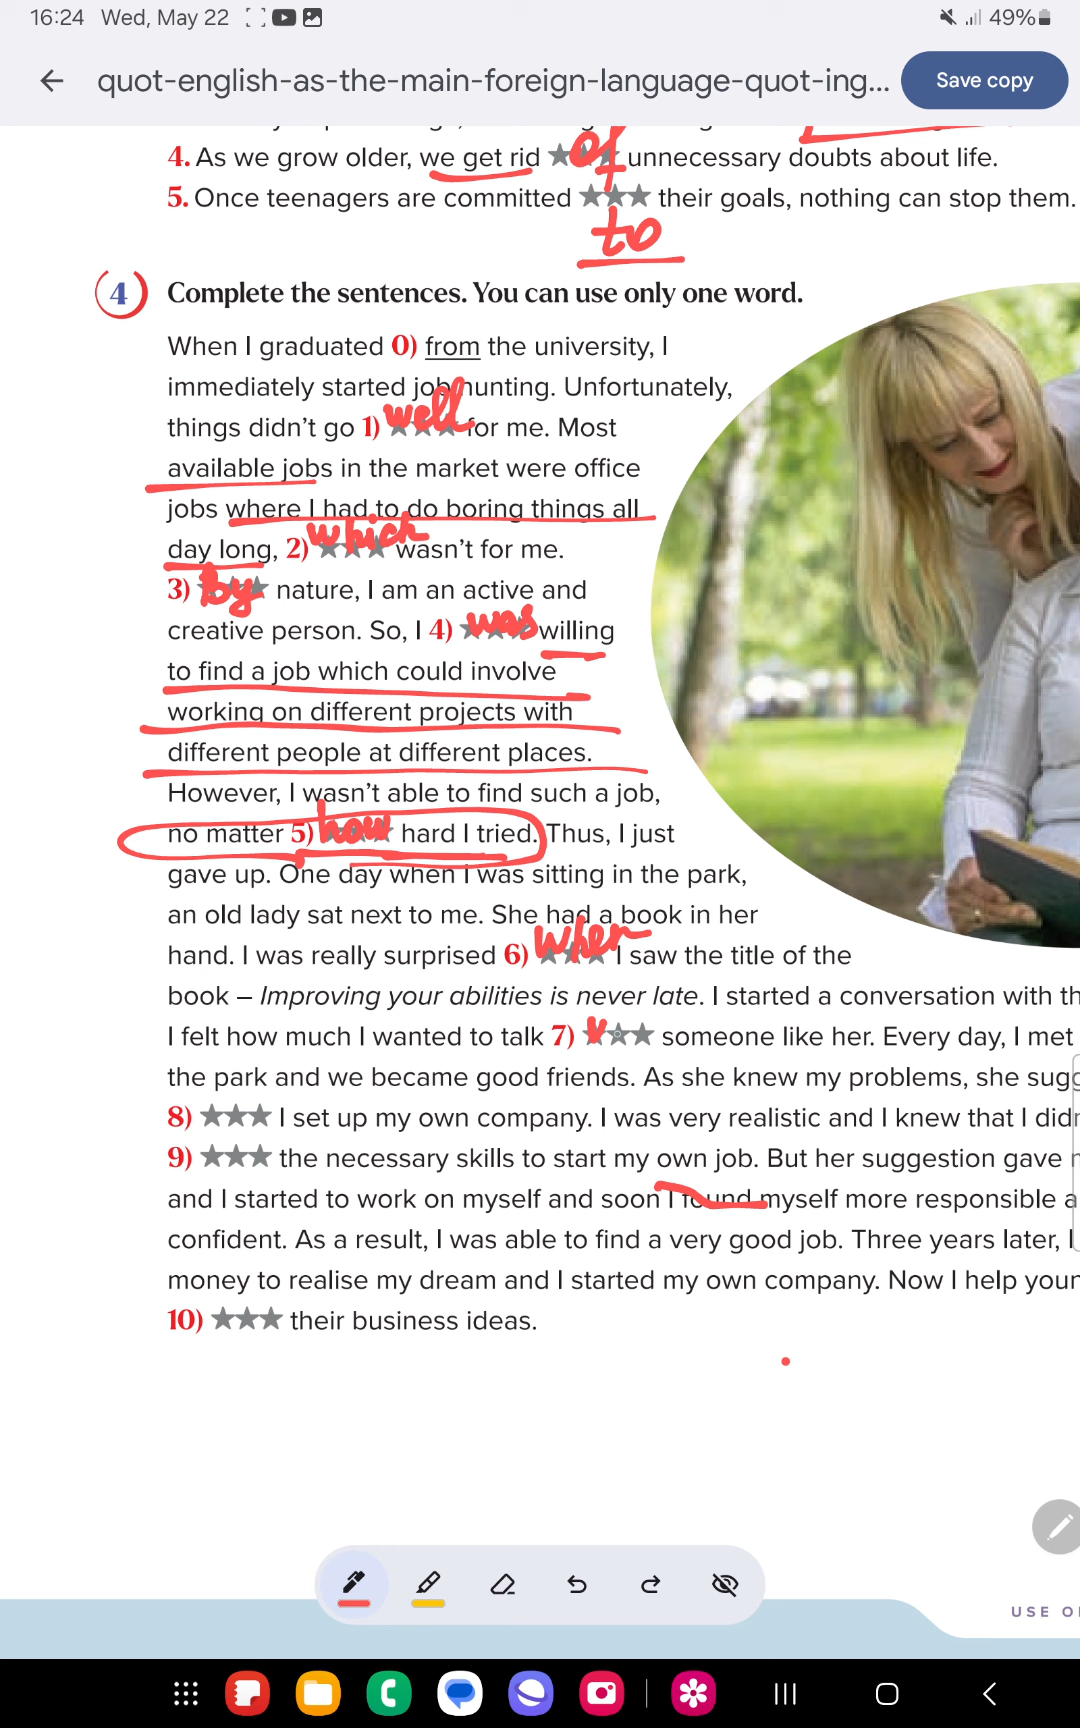 16:24 Wed, May 22 49%
quot-english-as-the-main-foreign-language-quot-ing... Save copy
4. As we grow older, we get rid of unnecessary doubts about life.
5. Once teenagers are committed ★★★ their goals, nothing can stop them.
to
4 Complete the sentences. You can use only one word.
When I graduated 0) from the university, I
immediately started job hunting. Unfortunately,
things didn't go 1) well for me. Most
available jobs in the market were office
jobs where I had to do boring things all
day long, 2) which wasn't for me.
3) by nature, I am an active and
creative person. So, I 4) was willing
to find a job which could involve
working on different projects with
different people at different places.
However, I wasn't able to find such a job,
no matter 5) how hard I tried. Thus, I just
gave up. One day when I was sitting in the park,
an old lady sat next to me. She had a book in her
hand. I was really surprised 6) when I saw the title of the
book – Improving your abilities is never late. I started a conversation with
I felt how much I wanted to talk 7) ★★★ someone like her. Every day, I met
the park and we became good friends. As she knew my problems, she
8) ★★★ I set up my own company. I was very realistic and I knew that I
9) ★★★ the necessary skills to start my own job. But her suggestion gave
and I started to work on myself and soon I found myself more responsible
confident. As a result, I was able to find a very good job. Three years later, I
money to realise my dream and I started my own company. Now I help
10) ★★★ their business ideas.
USE